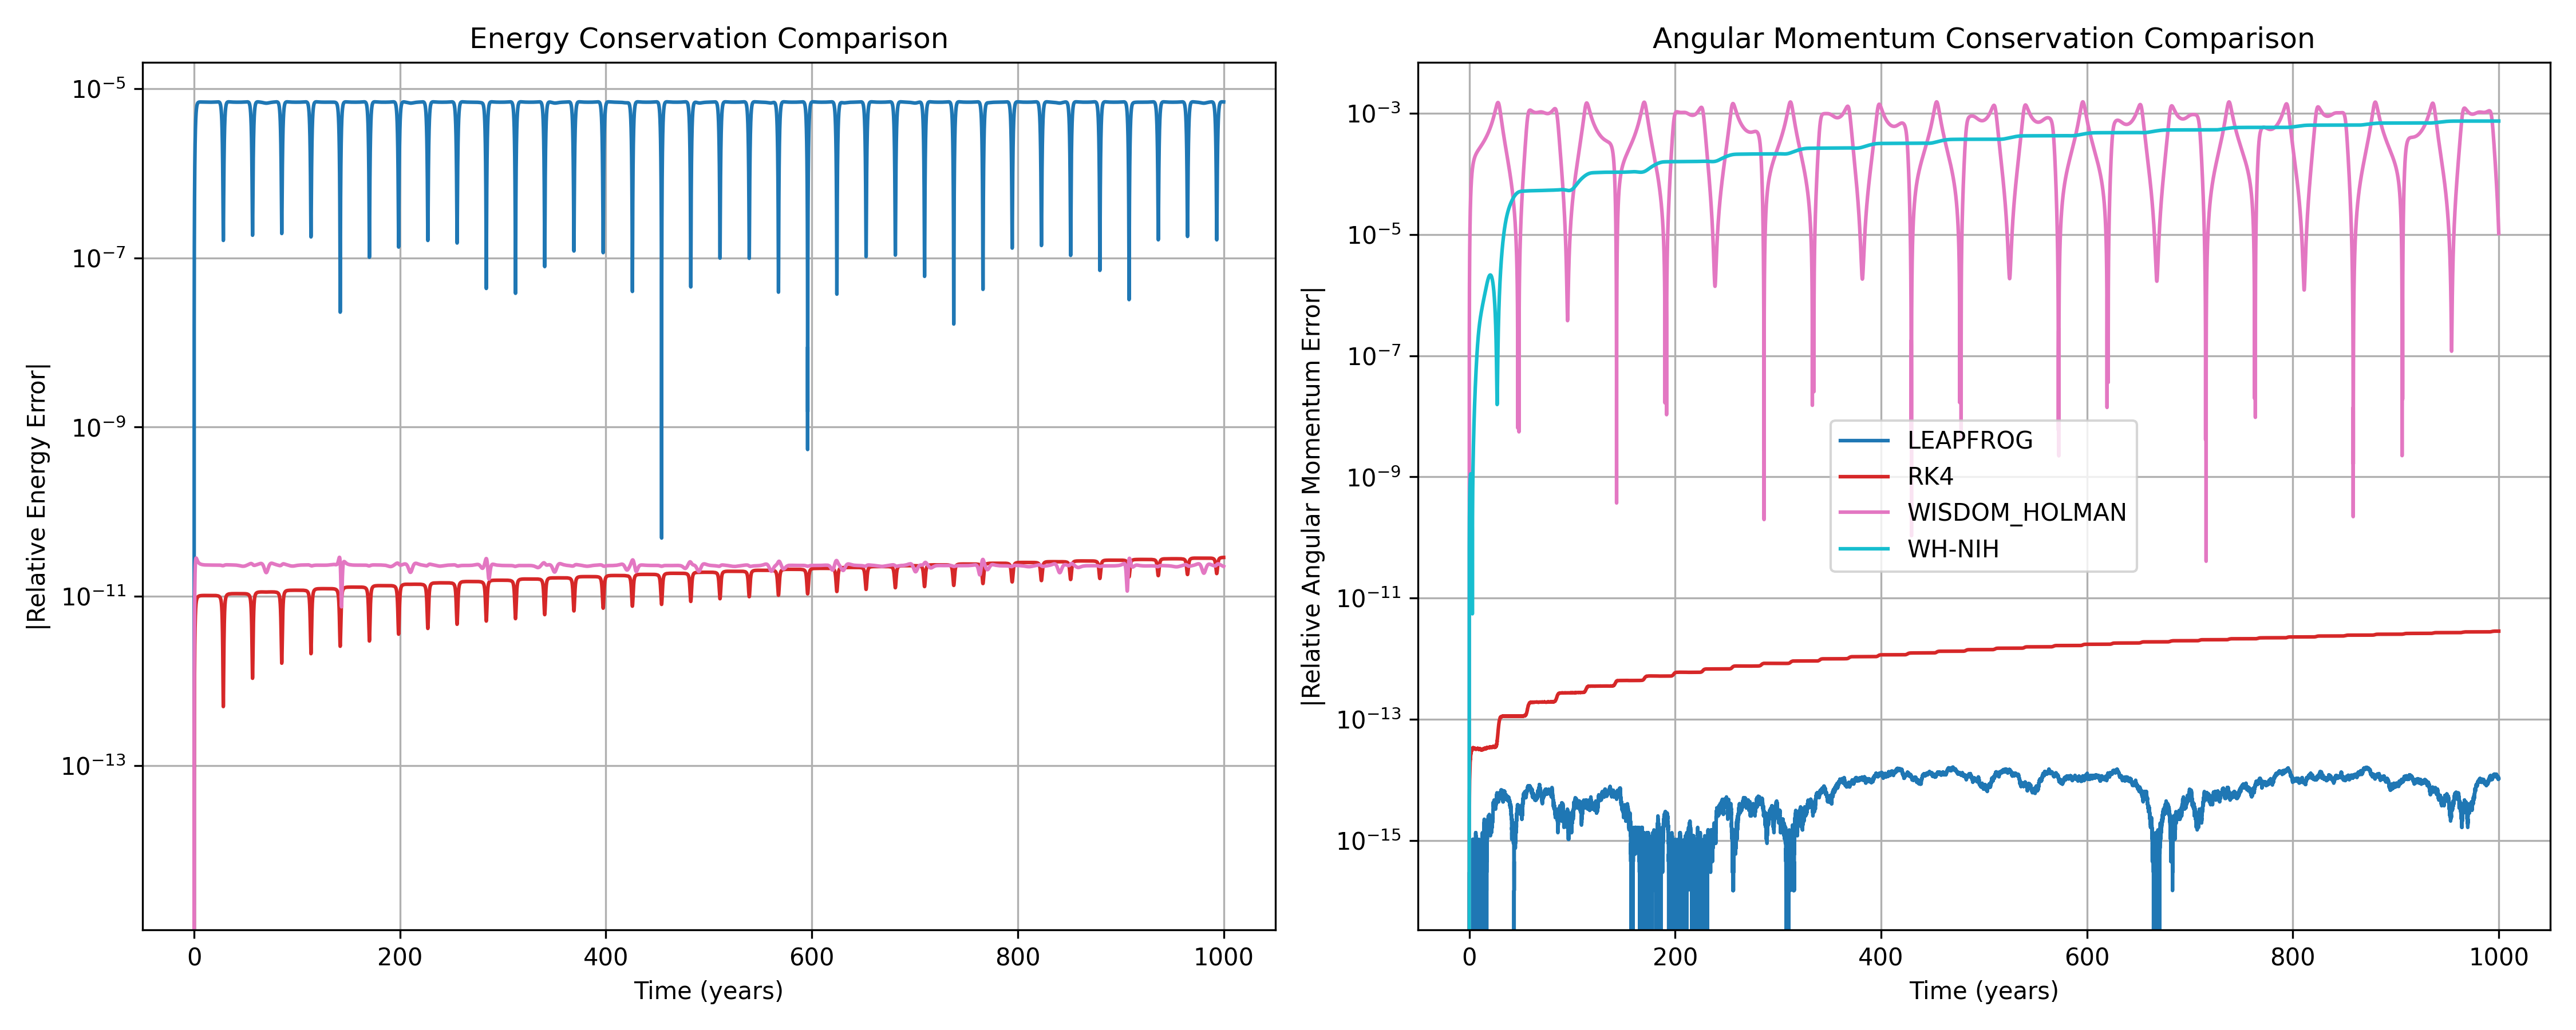 Energy Conservation Comparison
|Relative Energy Error|
10⁻⁵
10⁻⁷
10⁻⁹
10⁻¹¹
10⁻¹³
0 200 400 600 800 1000
Time (years)
Angular Momentum Conservation Comparison
|Relative Angular Momentum Error|
10⁻³
10⁻⁵
10⁻⁷
10⁻⁹
10⁻¹¹
10⁻¹³
10⁻¹⁵
LEAPFROG
RK4
WISDOM_HOLMAN
WH-NIH
0 200 400 600 800 1000
Time (years)